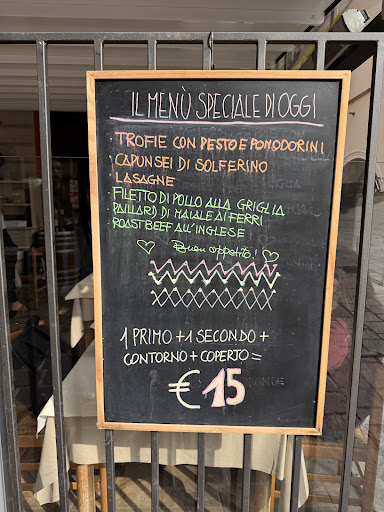 IL MENÙ SPECIALE DI OGGI
TROFIE CON PESTO E POMODORINI
CAPUNSEI DI SOLFERINO
LASAGNE
FILETTO DI POLLO ALLA GRIGLIA
PAILLARD DI MAIALE AI FERRI
ROAST BEEF ALL'INGLESE
Buon appetito!
1 PRIMO + 1 SECONDO +
CONTORNO + COPERTO =
€ 15